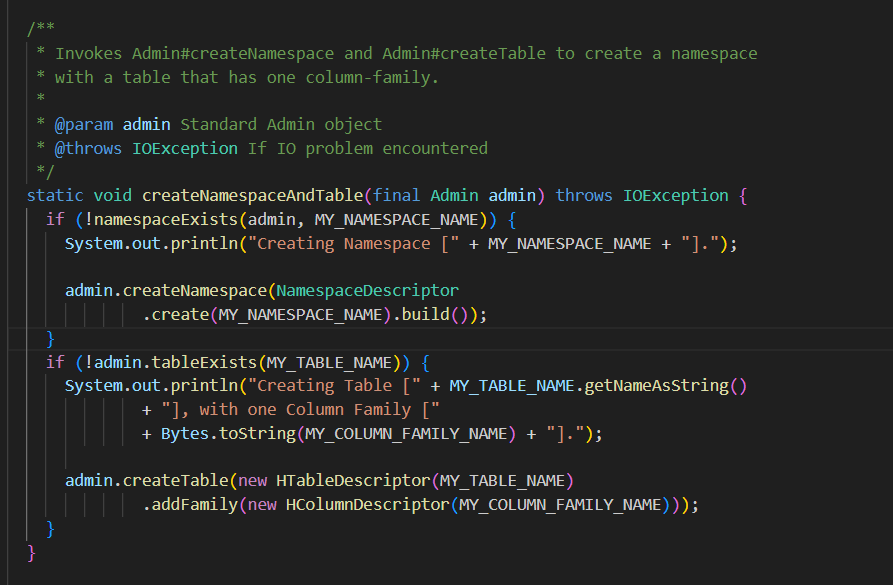 /**
 * Invokes Admin#createNamespace and Admin#createTable to create a namespace
 * with a table that has one column-family.
 *
 * @param admin Standard Admin object
 * @throws IOException If IO problem encountered
 */
static void createNamespaceAndTable(final Admin admin) throws IOException {
  if (!namespaceExists(admin, MY_NAMESPACE_NAME)) {
    System.out.println("Creating Namespace [" + MY_NAMESPACE_NAME + "].");

    admin.createNamespace(NamespaceDescriptor
            .create(MY_NAMESPACE_NAME).build());
  }
  if (!admin.tableExists(MY_TABLE_NAME)) {
    System.out.println("Creating Table [" + MY_TABLE_NAME.getNameAsString()
            + "], with one Column Family ["
            + Bytes.toString(MY_COLUMN_FAMILY_NAME) + "].");

    admin.createTable(new HTableDescriptor(MY_TABLE_NAME)
            .addFamily(new HColumnDescriptor(MY_COLUMN_FAMILY_NAME)));
  }
}